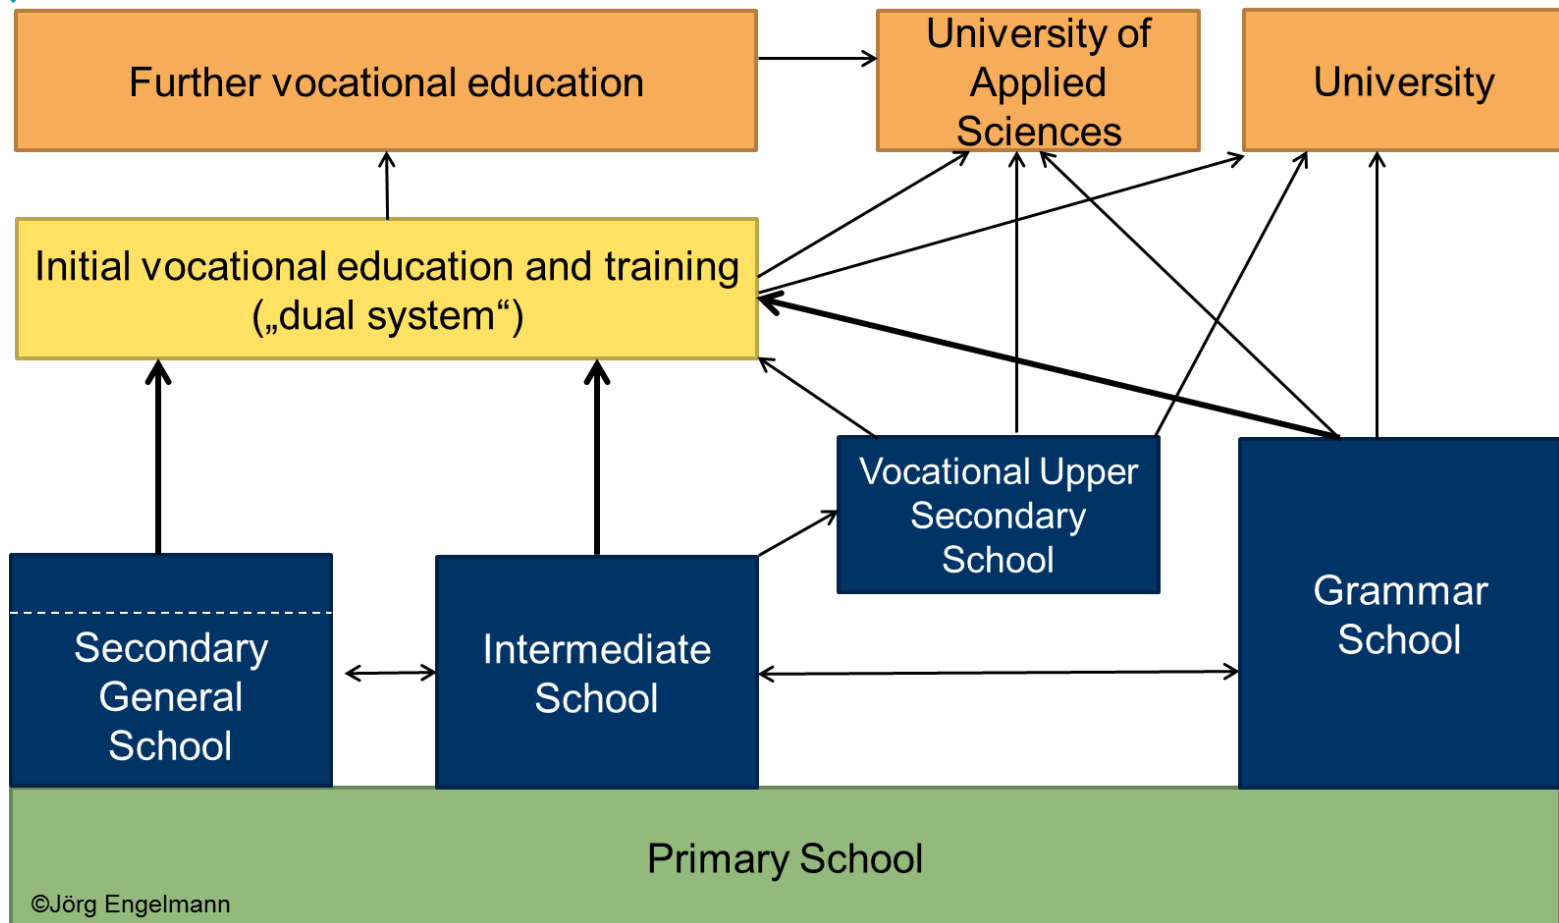 Further vocational education
University of
Applied
Sciences
University
Initial vocational education and training
(„dual system“)
Vocational Upper
Secondary
School
Grammar
School
Secondary
General
School
Intermediate
School
Primary School
©Jörg Engelmann